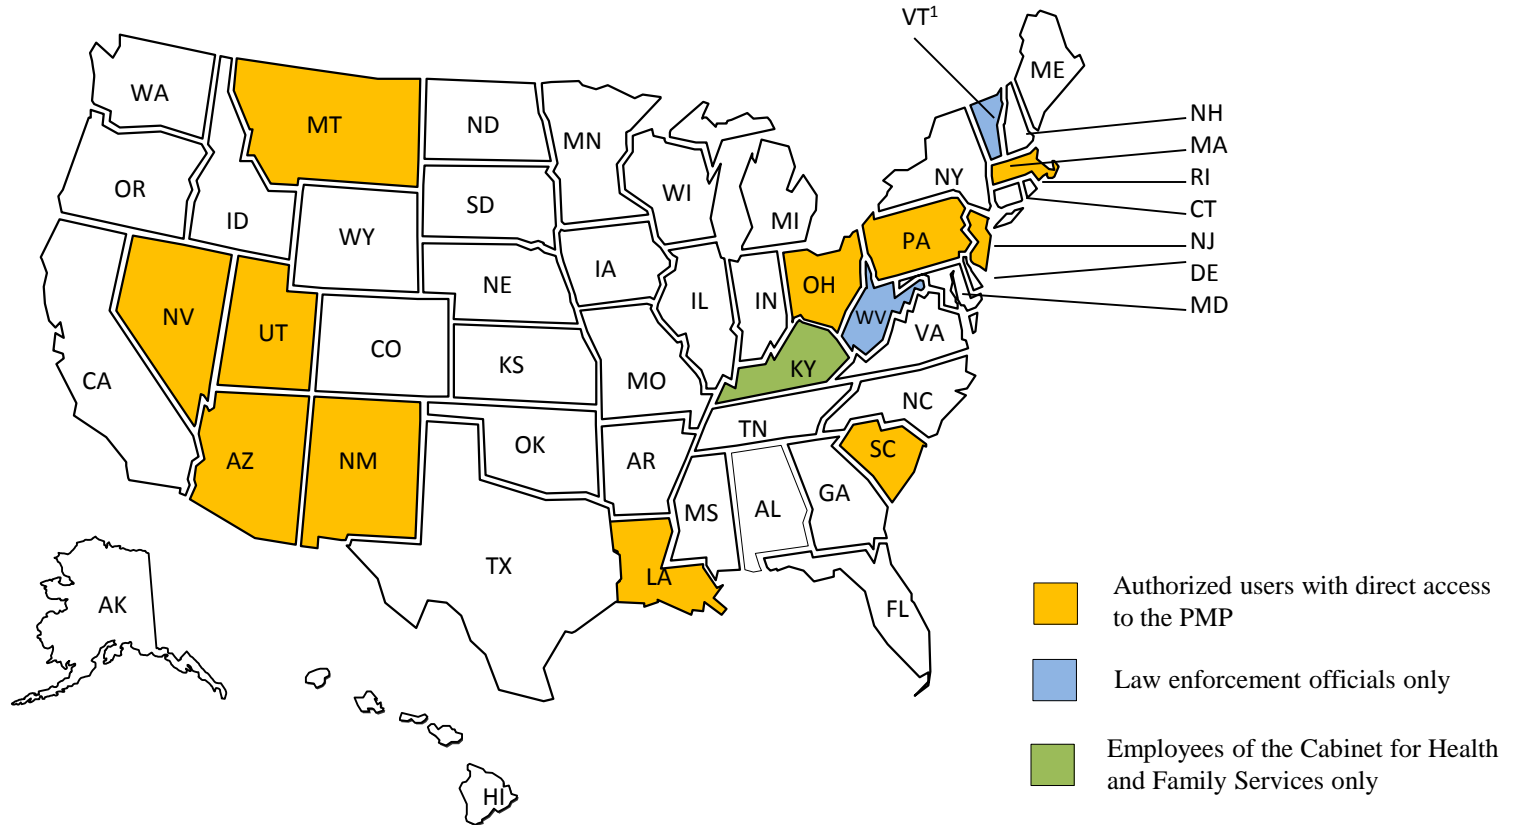 VT¹
ME
WA
MT
ND
MN
NH
MA
OR
ID
WY
SD
WI
MI
NY
RI
CT
PA
NJ
NV
UT
CO
NE
IA
IL
IN
OH
WV
DE
MD
VA
CA
KS
MO
KY
NC
AZ
NM
OK
AR
TN
SC
TX
LA
MS
AL
GA
FL
AK
HI
Authorized users with direct access
to the PMP
Law enforcement officials only
Employees of the Cabinet for Health
and Family Services only